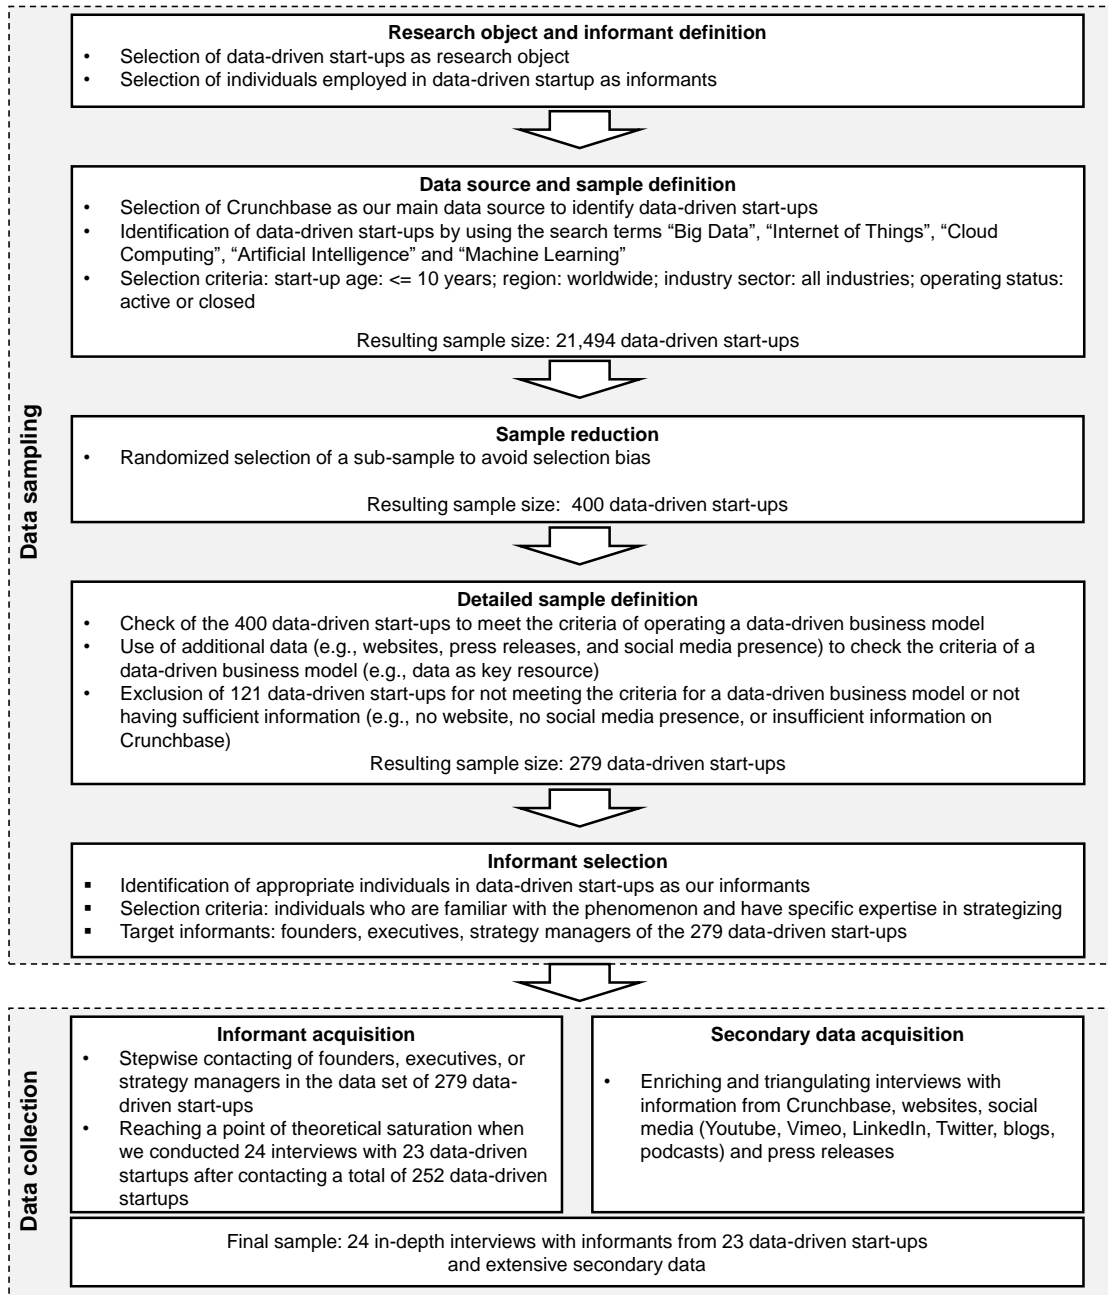 Research object and informant definition
• Selection of data-driven start-ups as research object
• Selection of individuals employed in data-driven startup as informants
Data source and sample definition
• Selection of Crunchbase as our main data source to identify data-driven start-ups
• Identification of data-driven start-ups by using the search terms “Big Data”, “Internet of Things”, “Cloud
Computing”, “Artificial Intelligence” and “Machine Learning”
• Selection criteria: start-up age: <= 10 years; region: worldwide; industry sector: all industries; operating status:
active or closed
Resulting sample size: 21,494 data-driven start-ups
Sample reduction
• Randomized selection of a sub-sample to avoid selection bias
Resulting sample size: 400 data-driven start-ups
Detailed sample definition
• Check of the 400 data-driven start-ups to meet the criteria of operating a data-driven business model
• Use of additional data (e.g., websites, press releases, and social media presence) to check the criteria of a
data-driven business model (e.g., data as key resource)
• Exclusion of 121 data-driven start-ups for not meeting the criteria for a data-driven business model or not
having sufficient information (e.g., no website, no social media presence, or insufficient information on
Crunchbase)
Resulting sample size: 279 data-driven start-ups
Informant selection
▪ Identification of appropriate individuals in data-driven start-ups as our informants
▪ Selection criteria: individuals who are familiar with the phenomenon and have specific expertise in strategizing
▪ Target informants: founders, executives, strategy managers of the 279 data-driven start-ups
Data sampling
Informant acquisition
• Stepwise contacting of founders, executives, or
strategy managers in the data set of 279 data-
driven start-ups
• Reaching a point of theoretical saturation when
we conducted 24 interviews with 23 data-driven
startups after contacting a total of 252 data-driven
startups
Secondary data acquisition
• Enriching and triangulating interviews with
information from Crunchbase, websites, social
media (Youtube, Vimeo, LinkedIn, Twitter, blogs,
podcasts) and press releases
Final sample: 24 in-depth interviews with informants from 23 data-driven start-ups
and extensive secondary data
Data collection